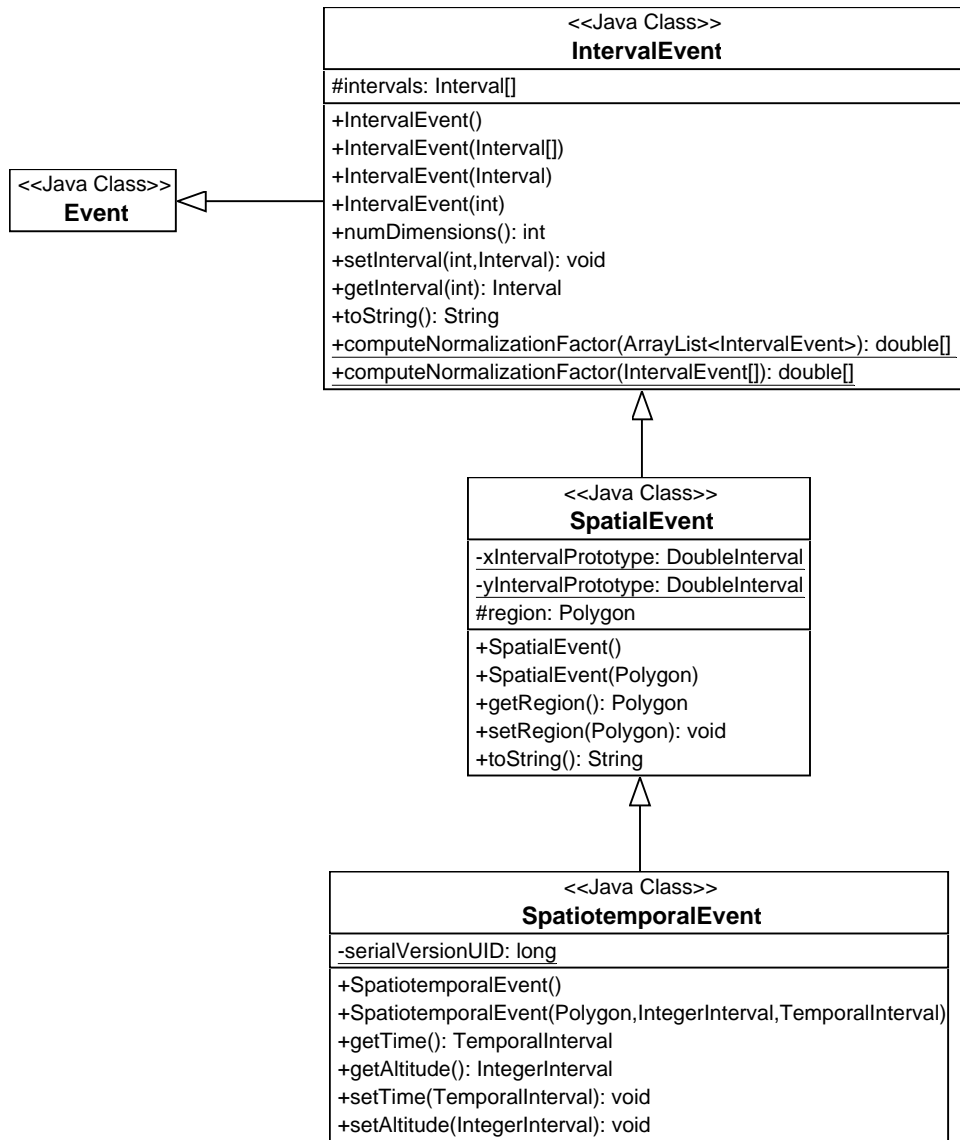 <<Java Class>>
IntervalEvent
#intervals: Interval[]
+IntervalEvent()
+IntervalEvent(Interval[])
+IntervalEvent(Interval)
+IntervalEvent(int)
+numDimensions(): int
+setInterval(int,Interval): void
+getInterval(int): Interval
+toString(): String
+computeNormalizationFactor(ArrayList<IntervalEvent>): double[]
+computeNormalizationFactor(IntervalEvent[]): double[]
<<Java Class>>
Event
<<Java Class>>
SpatialEvent
-xIntervalPrototype: DoubleInterval
-yIntervalPrototype: DoubleInterval
#region: Polygon
+SpatialEvent()
+SpatialEvent(Polygon)
+getRegion(): Polygon
+setRegion(Polygon): void
+toString(): String
<<Java Class>>
SpatiotemporalEvent
-serialVersionUID: long
+SpatiotemporalEvent()
+SpatiotemporalEvent(Polygon,IntegerInterval,TemporalInterval)
+getTime(): TemporalInterval
+getAltitude(): IntegerInterval
+setTime(TemporalInterval): void
+setAltitude(IntegerInterval): void